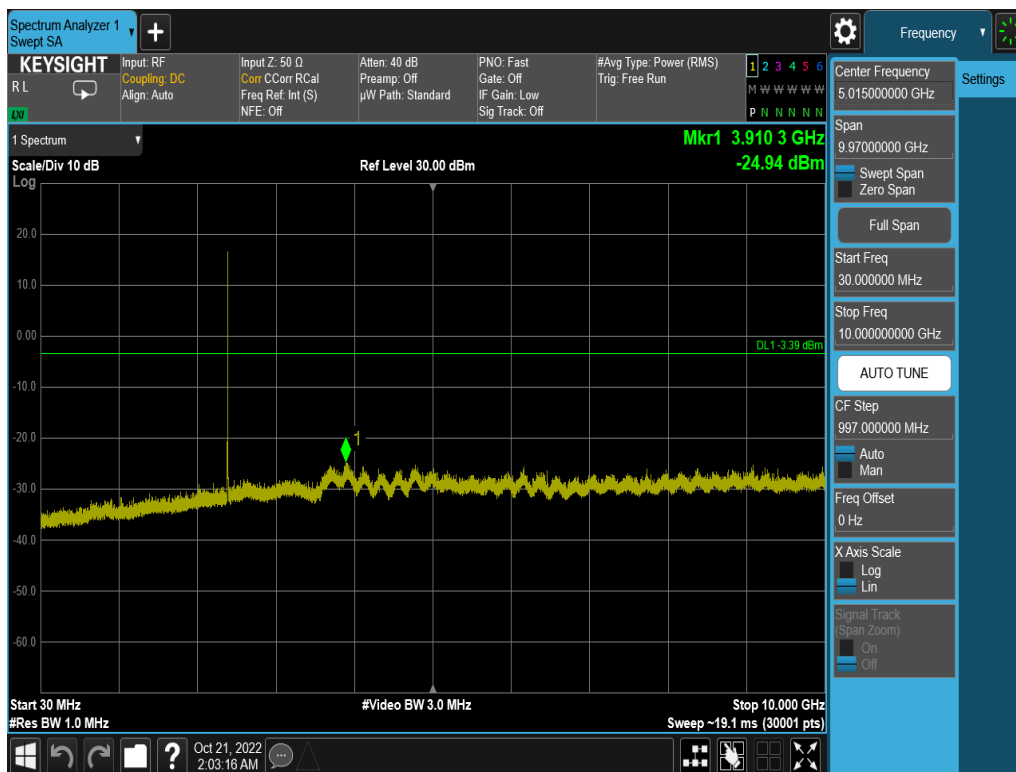 Spectrum Analyzer 1
Swept SA
+
Frequency
KEYSIGHT
R L
LXI
Input: RF
Coupling: DC
Align: Auto
Input Z: 50 Ω
Corr CCorr RCal
Freq Ref: Int (S)
NFE: Off
Atten: 40 dB
Preamp: Off
µW Path: Standard
PNO: Fast
Gate: Off
IF Gain: Low
Sig Track: Off
#Avg Type: Power (RMS)
Trig: Free Run
1 2 3 4 5 6
M W W W W W
P N N N N N
1 Spectrum
Scale/Div 10 dB
Log
Ref Level 30.00 dBm
Mkr1 3.910 3 GHz
-24.94 dBm
20.0
10.0
0.00
DL1 -3.39 dBm
-10.0
-20.0
1
-30.0
-40.0
-50.0
-60.0
Start 30 MHz
#Video BW 3.0 MHz
Stop 10.000 GHz
#Res BW 1.0 MHz
Sweep ~19.1 ms (30001 pts)
?
Oct 21, 2022
2:03:16 AM
Center Frequency
5.015000000 GHz
Settings
Span
9.97000000 GHz
Swept Span
Zero Span
Full Span
Start Freq
30.000000 MHz
Stop Freq
10.000000000 GHz
AUTO TUNE
CF Step
997.000000 MHz
Auto
Man
Freq Offset
0 Hz
X Axis Scale
Log
Lin
Signal Track
(Span Zoom)
On
Off